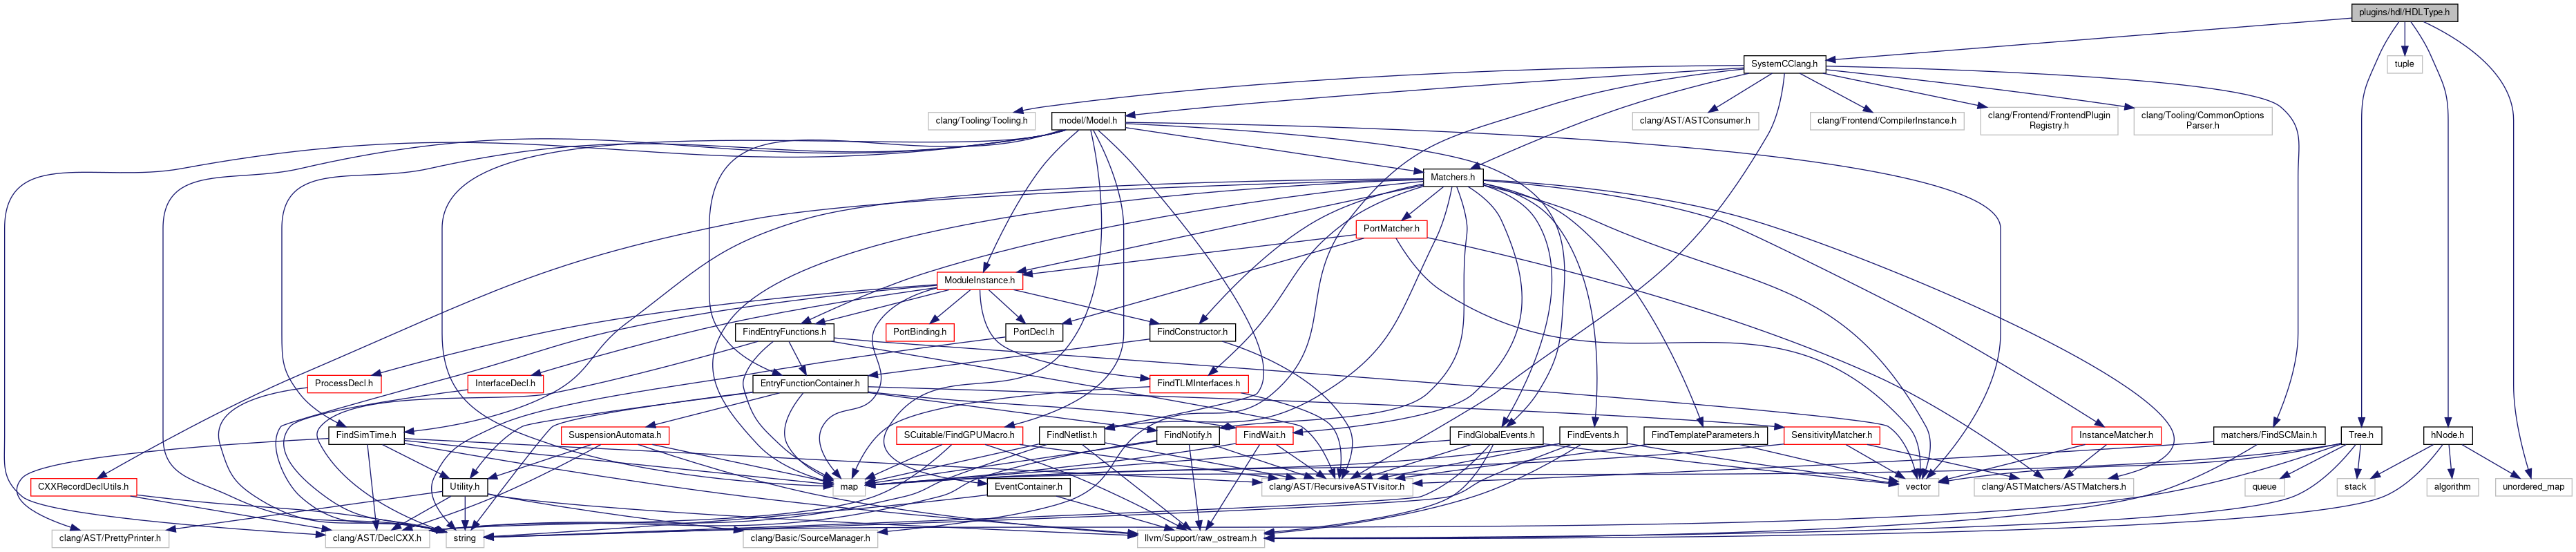 plugins/hdl/HDLType.h
SystemCClang.h
tuple
clang/Tooling/Tooling.h
model/Model.h
clang/AST/ASTConsumer.h
clang/Frontend/CompilerInstance.h
clang/Frontend/FrontendPlugin
Registry.h
clang/Tooling/CommonOptions
Parser.h
Matchers.h
PortMatcher.h
ModuleInstance.h
FindEntryFunctions.h
PortBinding.h
PortDecl.h
FindConstructor.h
ProcessDecl.h
InterfaceDecl.h
EntryFunctionContainer.h
FindTLMInterfaces.h
FindSimTime.h
SuspensionAutomata.h
SCuitable/FindGPUMacro.h
FindNetlist.h
FindNotify.h
FindWait.h
FindGlobalEvents.h
FindEvents.h
FindTemplateParameters.h
SensitivityMatcher.h
InstanceMatcher.h
matchers/FindSCMain.h
Tree.h
hNode.h
CXXRecordDeclUtils.h
Utility.h
map
EventContainer.h
clang/AST/RecursiveASTVisitor.h
vector
clang/ASTMatchers/ASTMatchers.h
queue
stack
algorithm
unordered_map
clang/AST/PrettyPrinter.h
clang/AST/DeclCXX.h
string
clang/Basic/SourceManager.h
llvm/Support/raw_ostream.h